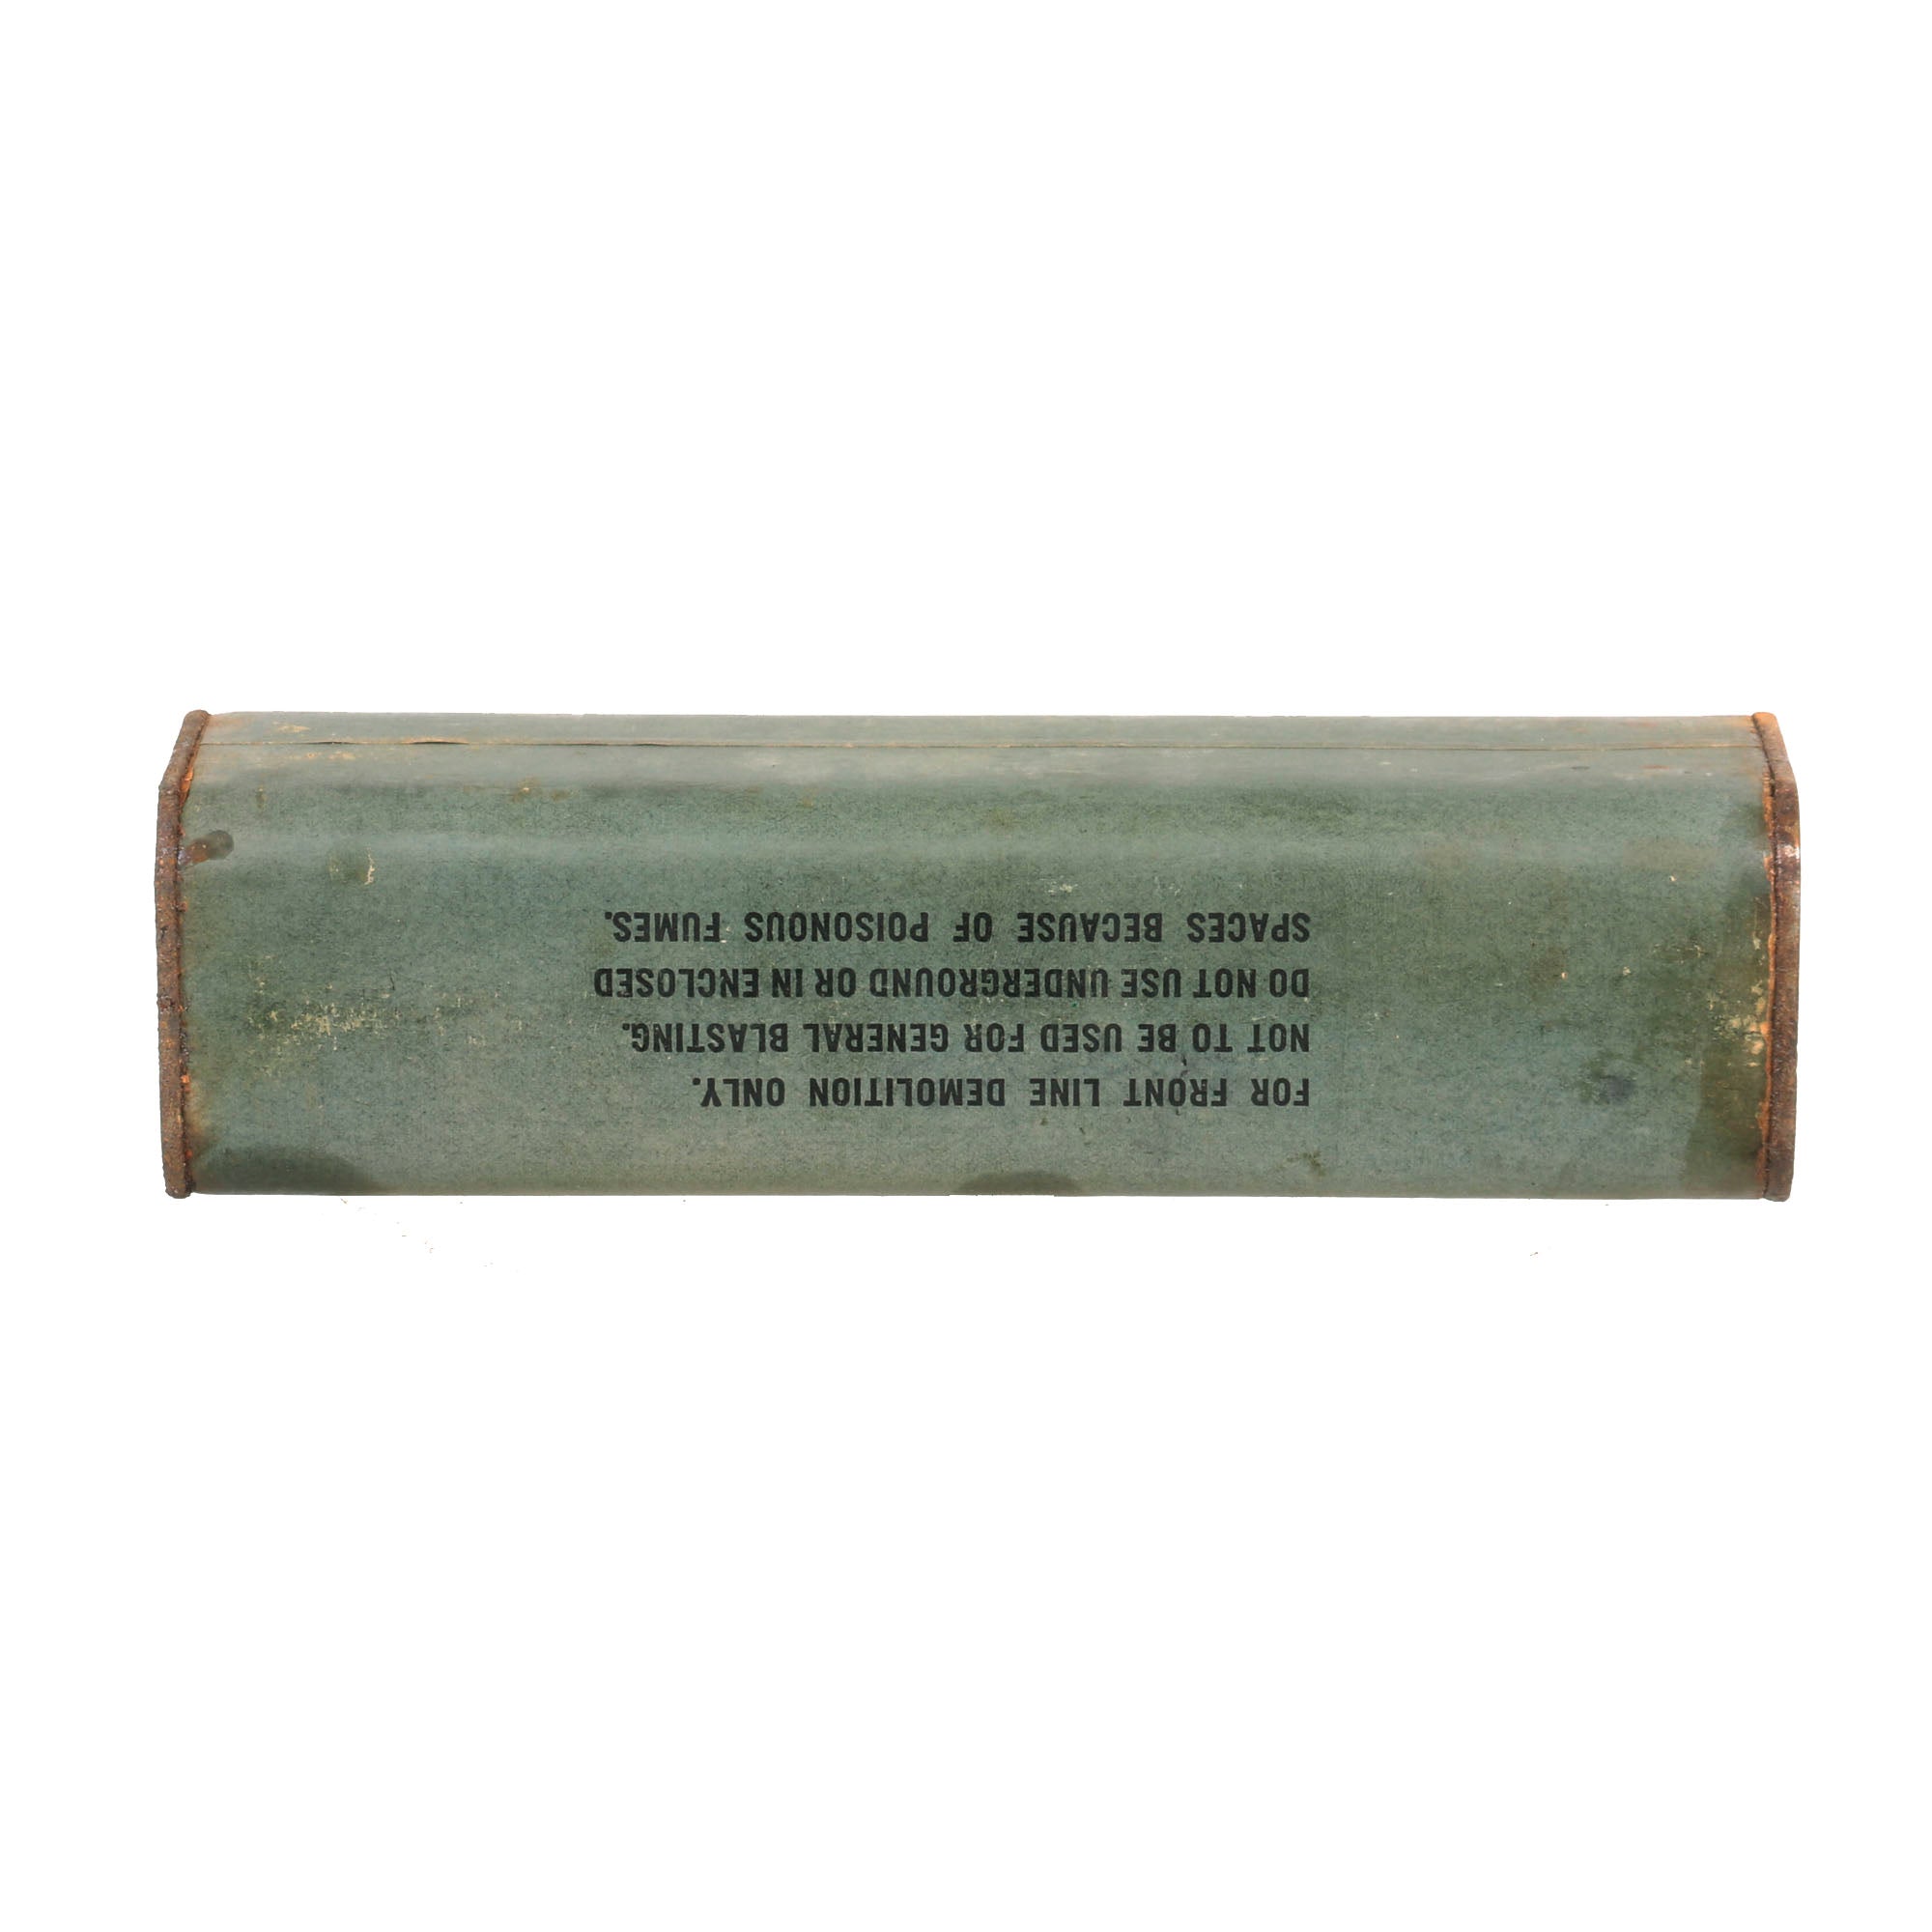 FOR FRONT LINE DEMOLITION ONLY.
NOT TO BE USED FOR GENERAL BLASTING.
DO NOT USE UNDERGROUND OR IN ENCLOSED
SPACES BECAUSE OF POISONOUS FUMES.